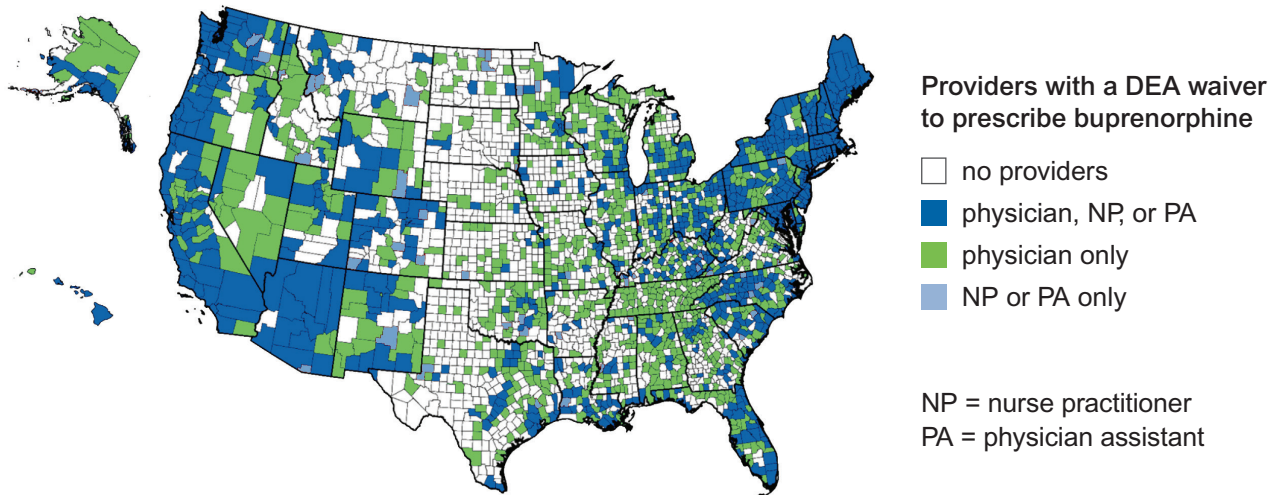 Providers with a DEA waiver
to prescribe buprenorphine
no providers
physician, NP, or PA
physician only
NP or PA only
NP = nurse practitioner
PA = physician assistant